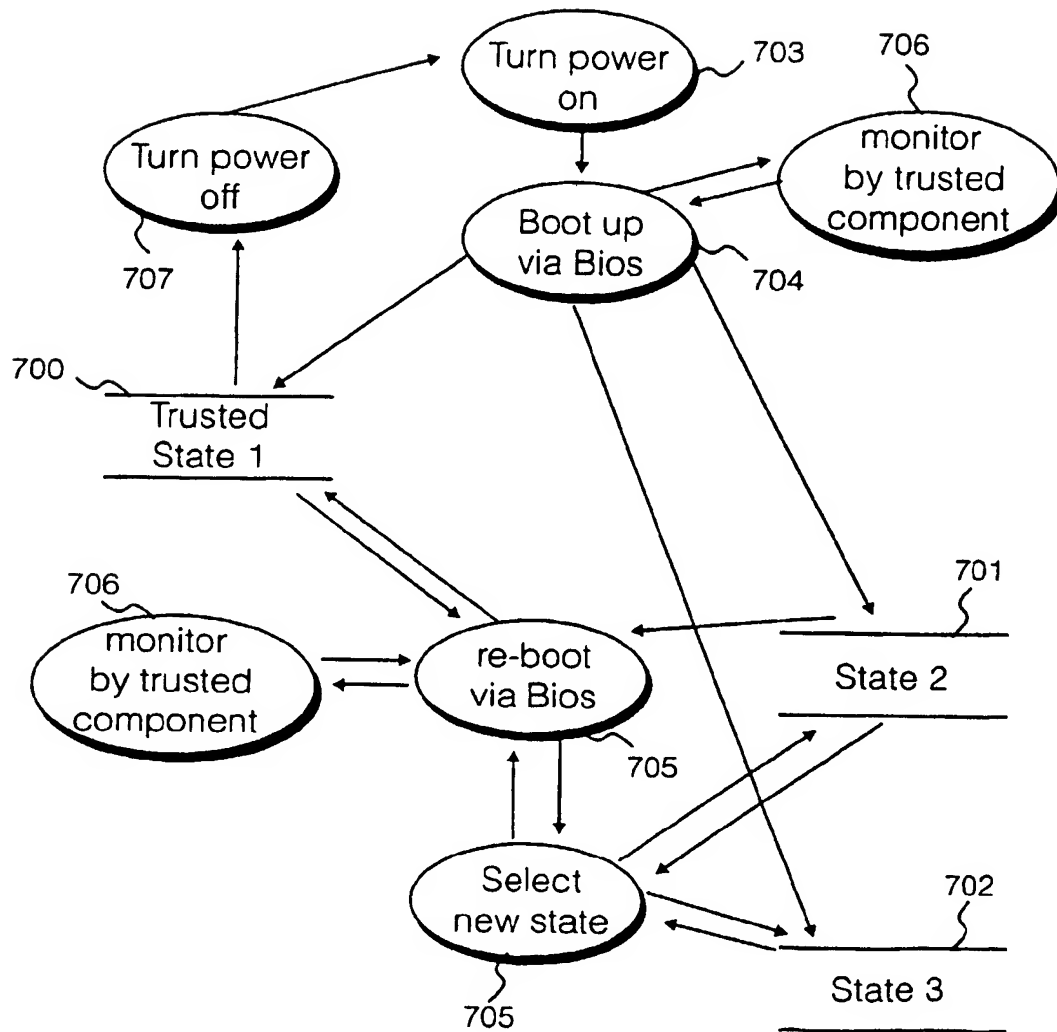 Turn power
on
703
706
monitor
by trusted
component
Turn power
off
707
Boot up
via Bios
704
700
Trusted
State 1
706
monitor
by trusted
component
re-boot
via Bios
705
701
State 2
Select
new state
705
702
State 3